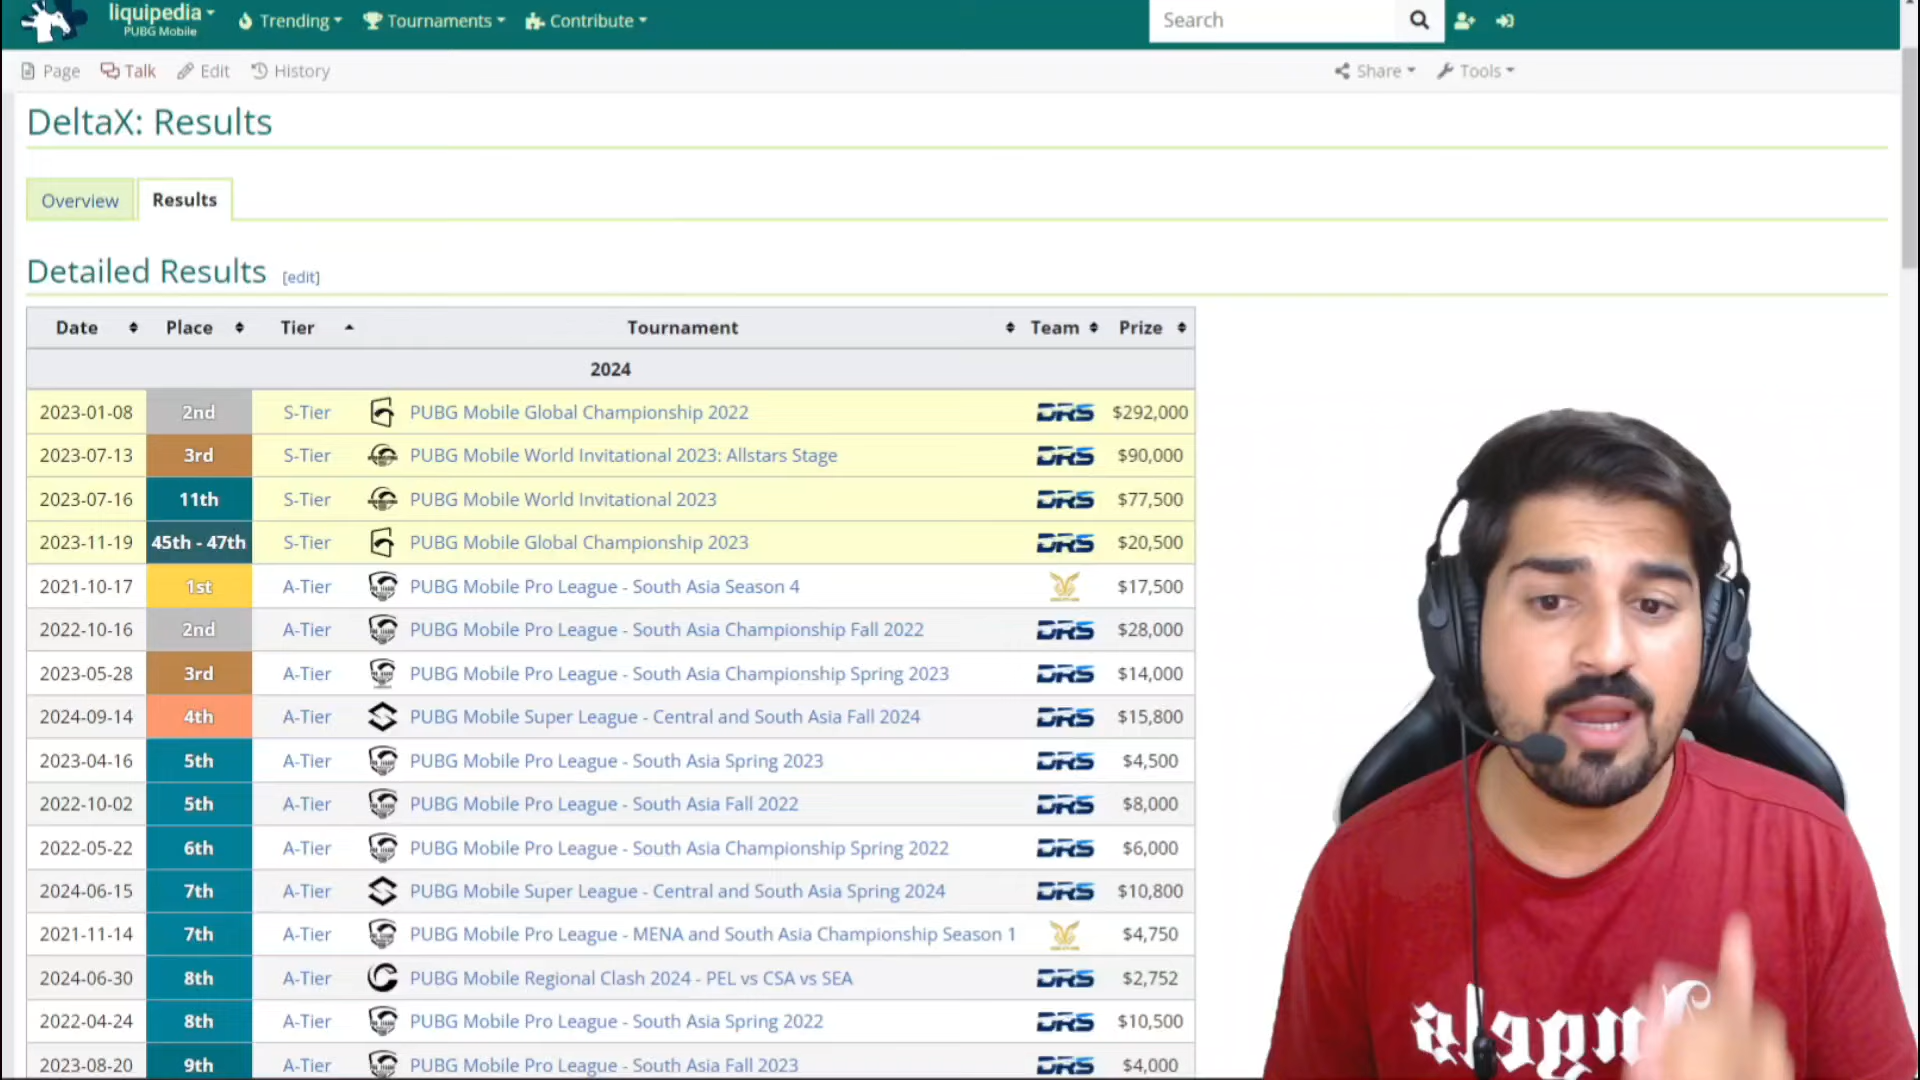 liquipedia
PUBG Mobile
Trending
Tournaments
Contribute
Search
Page
Talk
Edit
History
Share
Tools
DeltaX: Results
Overview
Results
Detailed Results [edit]
Date Place Tier Tournament Team Prize
2024
2023-01-08 2nd S-Tier PUBG Mobile Global Championship 2022 DRS $292,000
2023-07-13 3rd S-Tier PUBG Mobile World Invitational 2023: Allstars Stage DRS $90,000
2023-07-16 11th S-Tier PUBG Mobile World Invitational 2023 DRS $77,500
2023-11-19 45th - 47th S-Tier PUBG Mobile Global Championship 2023 DRS $20,500
2021-10-17 1st A-Tier PUBG Mobile Pro League - South Asia Season 4 $17,500
2022-10-16 2nd A-Tier PUBG Mobile Pro League - South Asia Championship Fall 2022 DRS $28,000
2023-05-28 3rd A-Tier PUBG Mobile Pro League - South Asia Championship Spring 2023 DRS $14,000
2024-09-14 4th A-Tier PUBG Mobile Super League - Central and South Asia Fall 2024 DRS $15,800
2023-04-16 5th A-Tier PUBG Mobile Pro League - South Asia Spring 2023 DRS $4,500
2022-10-02 5th A-Tier PUBG Mobile Pro League - South Asia Fall 2022 DRS $8,000
2022-05-22 6th A-Tier PUBG Mobile Pro League - South Asia Championship Spring 2022 DRS $6,000
2024-06-15 7th A-Tier PUBG Mobile Super League - Central and South Asia Spring 2024 DRS $10,800
2021-11-14 7th A-Tier PUBG Mobile Pro League - MENA and South Asia Championship Season 1 $4,750
2024-06-30 8th A-Tier PUBG Mobile Regional Clash 2024 - PEL vs CSA vs SEA DRS $2,752
2022-04-24 8th A-Tier PUBG Mobile Pro League - South Asia Spring 2022 DRS $10,500
2023-08-20 9th A-Tier PUBG Mobile Pro League - South Asia Fall 2023 DRS $4,000